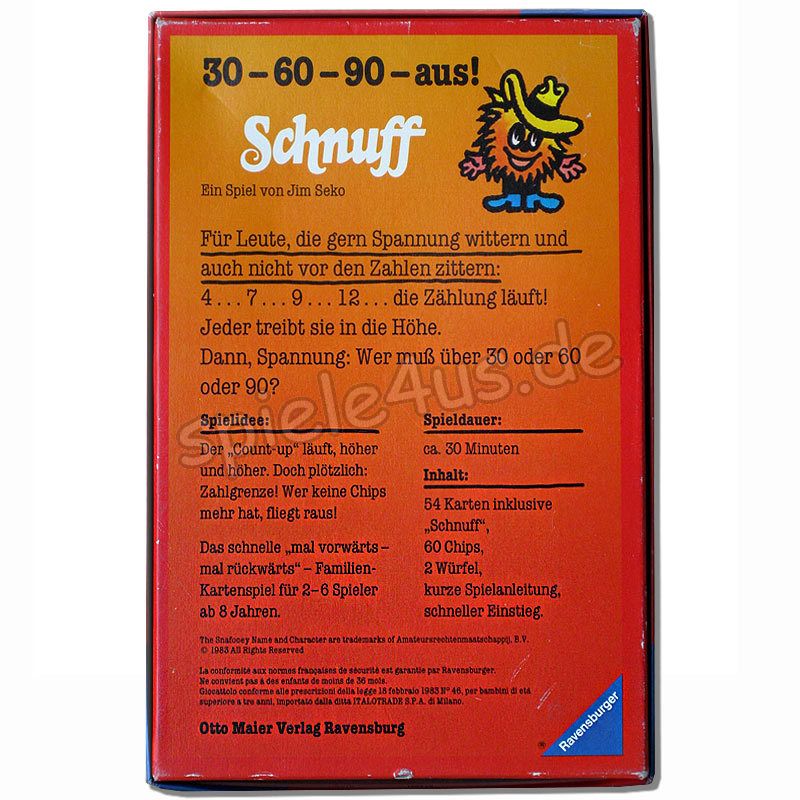 30 – 60 – 90 – aus!
Schnuff
Ein Spiel von Jim Seko
Für Leute, die gern Spannung wittern und
auch nicht vor den Zahlen zittern:
4 . . . 7 . . . 9 . . . 12 . . . die Zählung läuft!
Jeder treibt sie in die Höhe.
Dann, Spannung: Wer muß über 30 oder 60
oder 90?
Spielidee:
Der „Count-up“ läuft, höher
und höher. Doch plötzlich:
Zahlgrenze! Wer keine Chips
mehr hat, fliegt raus!
Das schnelle „mal vorwärts –
mal rückwärts“ – Familien-
Kartenspiel für 2–6 Spieler
ab 8 Jahren.
Spieldauer:
ca. 30 Minuten
Inhalt:
54 Karten inklusive
„Schnuff“,
60 Chips,
2 Würfel,
kurze Spielanleitung,
schneller Einstieg.
The Snafooey Name and Character are trademarks of Amateursrechtenmaatschappij, B.V.
© 1983 All Rights Reserved
La conformité aux normes françaises de sécurité est garantie par Ravensburger.
Ne convient pas à des enfants de moins de 36 mois.
Giocattolo conforme alle prescrizioni della legge 18 febbraio 1983 N° 46, per bambini di età
superiore a tre anni, importato dalla ditta ITALOTRADE S.P.A. di Milano.
Otto Maier Verlag Ravensburg
®
Ravensburger
spiele4us.de